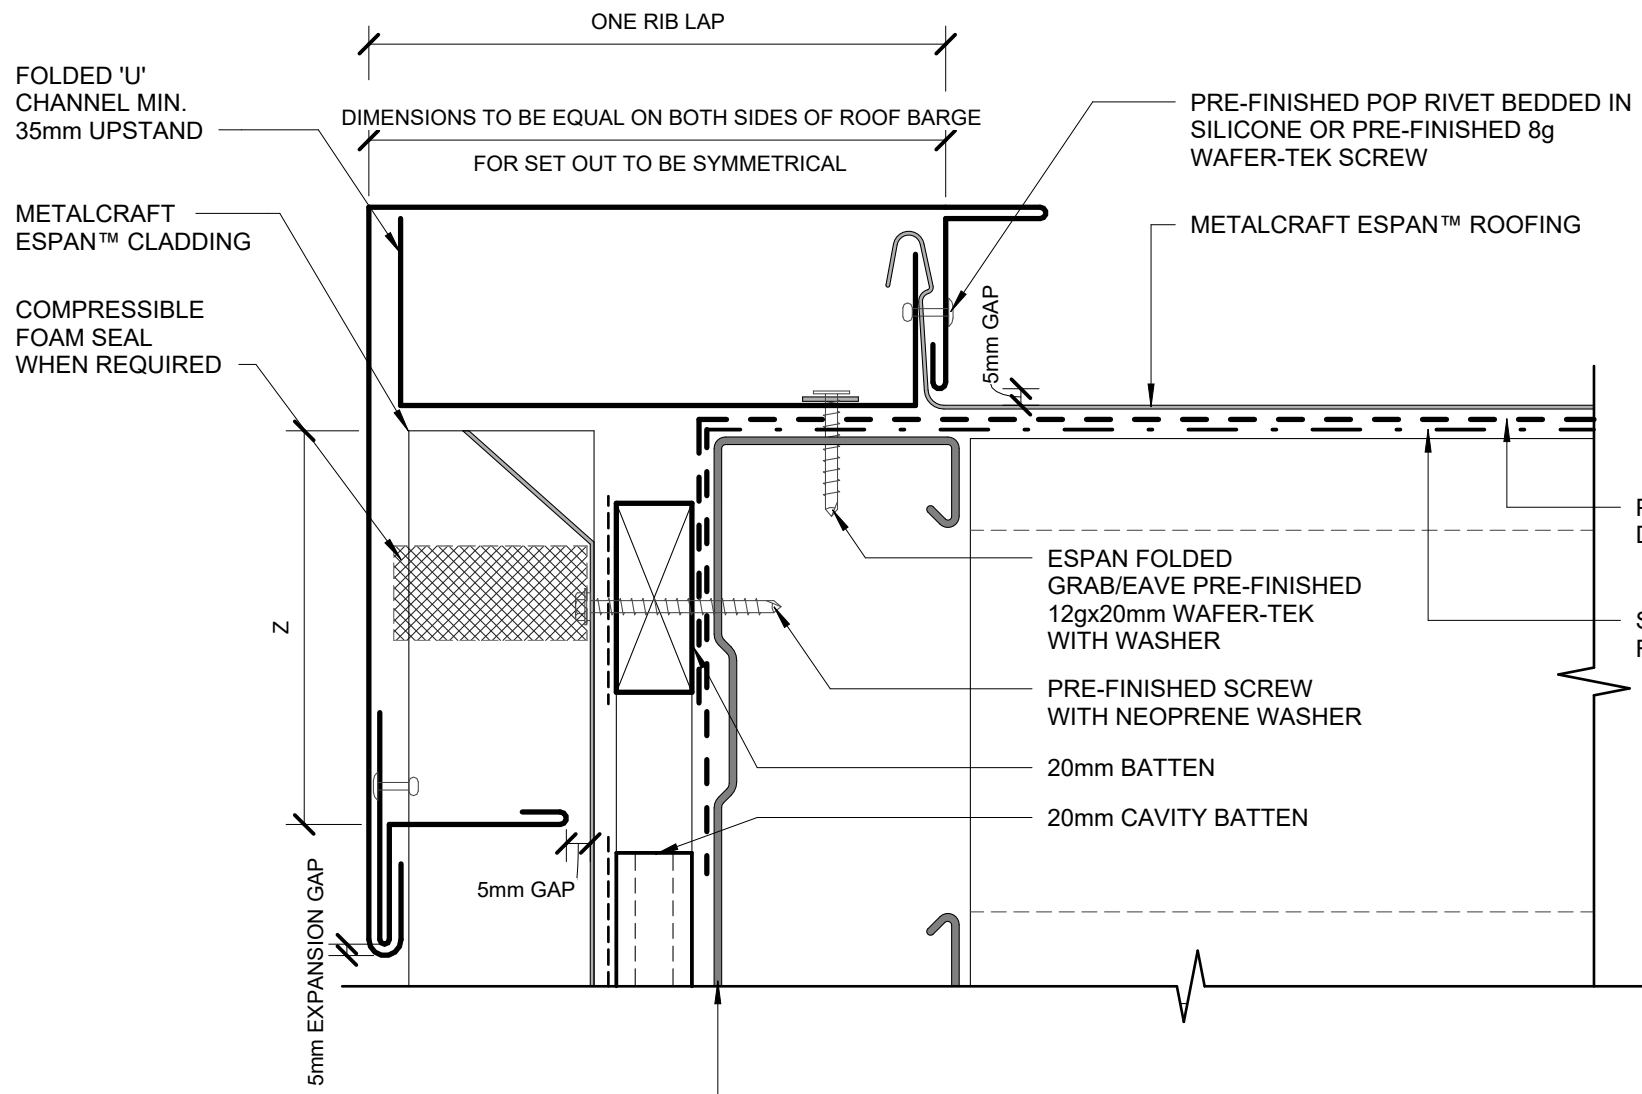 ONE RIB LAP
FOLDED 'U'
CHANNEL MIN.
35mm UPSTAND
DIMENSIONS TO BE EQUAL ON BOTH SIDES OF ROOF BARGE
FOR SET OUT TO BE SYMMETRICAL
PRE-FINISHED POP RIVET BEDDED IN
SILICONE OR PRE-FINISHED 8g
WAFER-TEK SCREW
METALCRAFT
ESPAN™ CLADDING
METALCRAFT ESPAN™ ROOFING
COMPRESSIBLE
FOAM SEAL
WHEN REQUIRED
5mm GAP
ESPAN FOLDED
GRAB/EAVE PRE-FINISHED
12gx20mm WAFER-TEK
WITH WASHER
Z
PRE-FINISHED SCREW
WITH NEOPRENE WASHER
20mm BATTEN
20mm CAVITY BATTEN
5mm GAP
5mm EXPANSION GAP